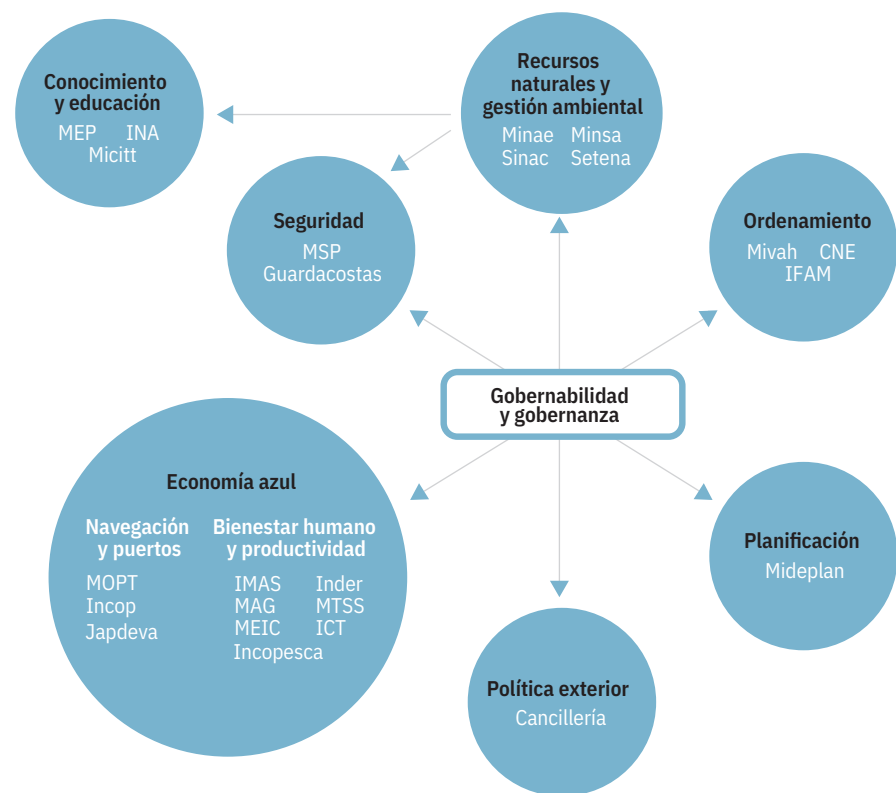 Conocimiento
y educación
MEP INA
Micitt
Recursos
naturales y
gestión ambiental
Minae Minsa
Sinac Setena
Seguridad
MSP
Guardacostas
Ordenamiento
Mivah CNE
IFAM
Gobernabilidad
y gobernanza
Economía azul
Navegación
y puertos
MOPT
Incop
Japdeva
Bienestar humano
y productividad
IMAS Inder
MAG MTSS
MEIC ICT
Incopesca
Planificación
Mideplan
Política exterior
Cancillería